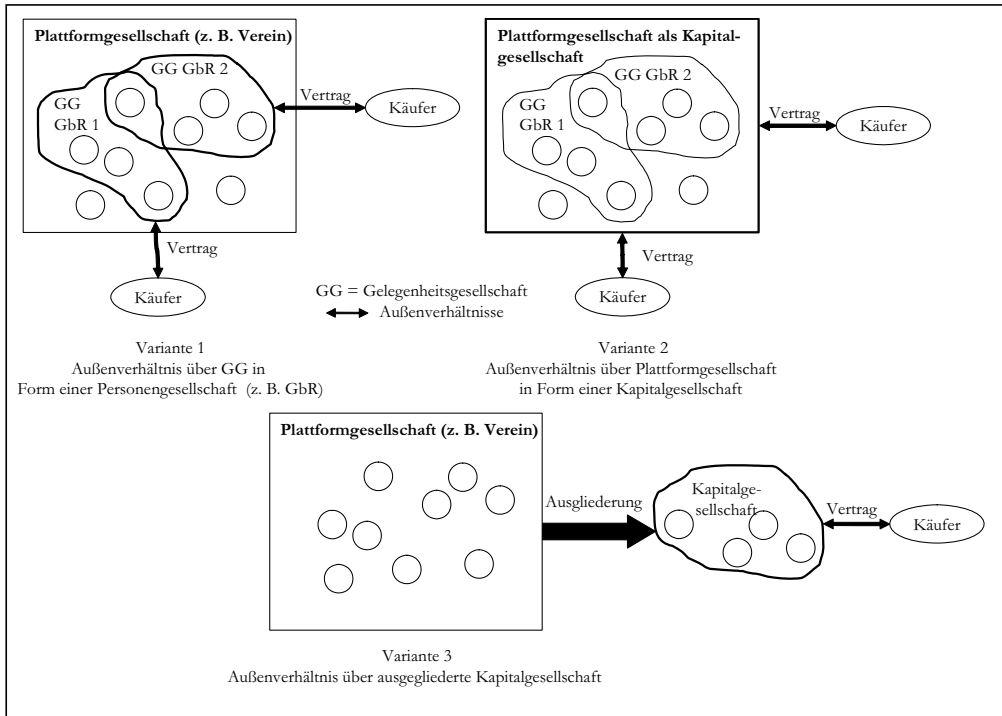 Plattformgesellschaft (z. B. Verein)
GG GbR 2
GG
GbR 1
Vertrag
Käufer
Vertrag
Käufer
Variante 1
Außenverhältnis über GG in
Form einer Personengesellschaft (z. B. GbR)
Plattformgesellschaft als Kapital-
gesellschaft
GG GbR 2
GG
GbR 1
Vertrag
Käufer
Vertrag
Käufer
GG = Gelegenheitsgesellschaft
Außenverhältnisse
Variante 2
Außenverhältnis über Plattformgesellschaft
in Form einer Kapitalgesellschaft
Plattformgesellschaft (z. B. Verein)
Ausgliederung
Kapitalge-
sellschaft
Vertrag
Käufer
Variante 3
Außenverhältnis über ausgegliederte Kapitalgesellschaft